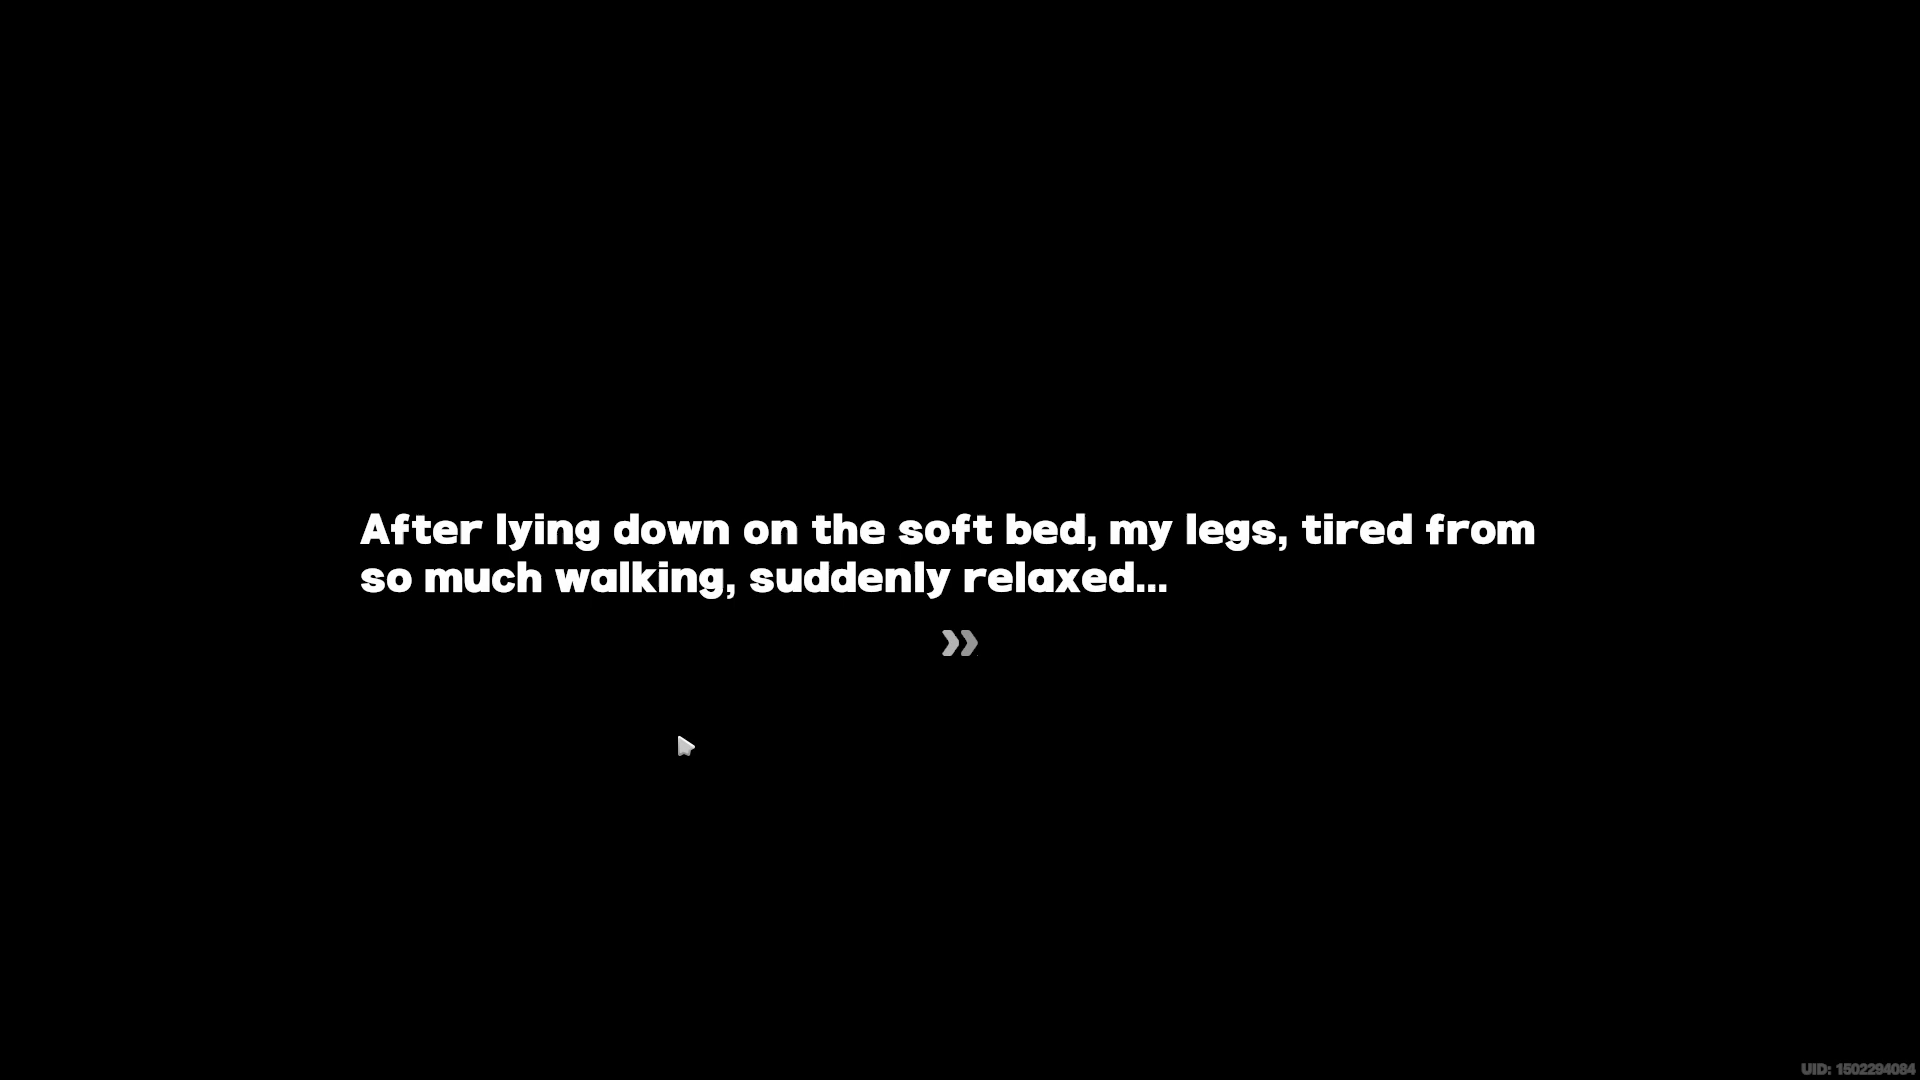 After lying down on the soft bed, my legs, tired from
so much walking, suddenly relaxed...
UID: 1502294084